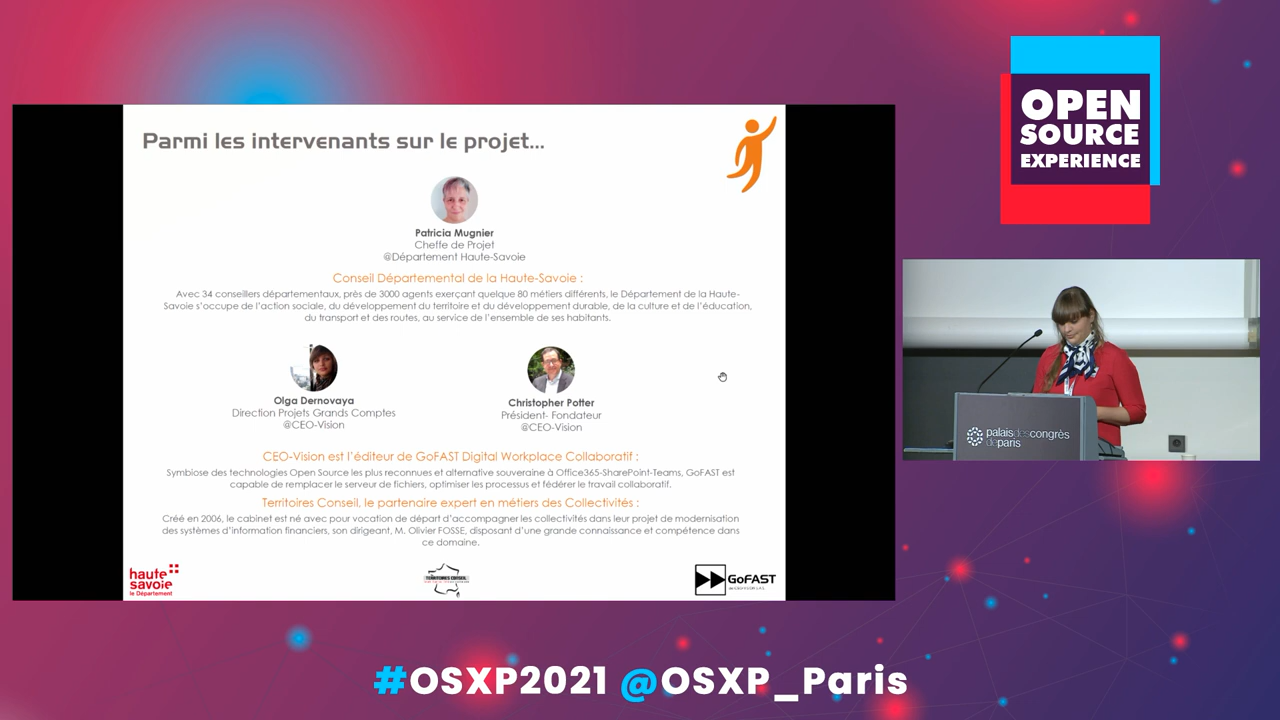 Parmi les intervenants sur le projet...
Patricia Mugnier
Cheffe de Projet
@Département Haute-Savoie
Conseil Départemental de la Haute-Savoie :
Avec 34 conseillers départementaux, près de 3000 agents exerçant quelque 80 métiers différents, le Département de la Haute-
Savoie s'occupe de l'action sociale, du développement du territoire et du développement durable, de la culture et de l'éducation,
du transport et des routes, au service de l'ensemble de ses habitants.
Olga Dernovaya
Direction Projets Grands Comptes
@CEO-Vision
Christopher Potter
Président- Fondateur
@CEO-Vision
CEO-Vision est l'éditeur de GoFAST Digital Workplace Collaboratif :
Symbiose des technologies Open Source les plus reconnues et alternative souveraine à Office365-SharePoint-Teams, GoFAST est
capable de remplacer le serveur de fichiers, optimiser les processus et fédérer le travail collaboratif.
Territoires Conseil, le partenaire expert en métiers des Collectivités :
Créé en 2006, le cabinet est né avec pour vocation de départ d'accompagner les collectivités dans leur projet de modernisation
des systèmes d'information financiers, son dirigeant, M. Olivier FOSSE, disposant d'une grande connaissance et compétence dans
ce domaine.
haute
savoie
le Département
TERRITOIRES CONSEIL
GoFAST
OPEN
SOURCE
EXPERIENCE
palaisdescongrès
deparis
#OSXP2021 @OSXP_Paris